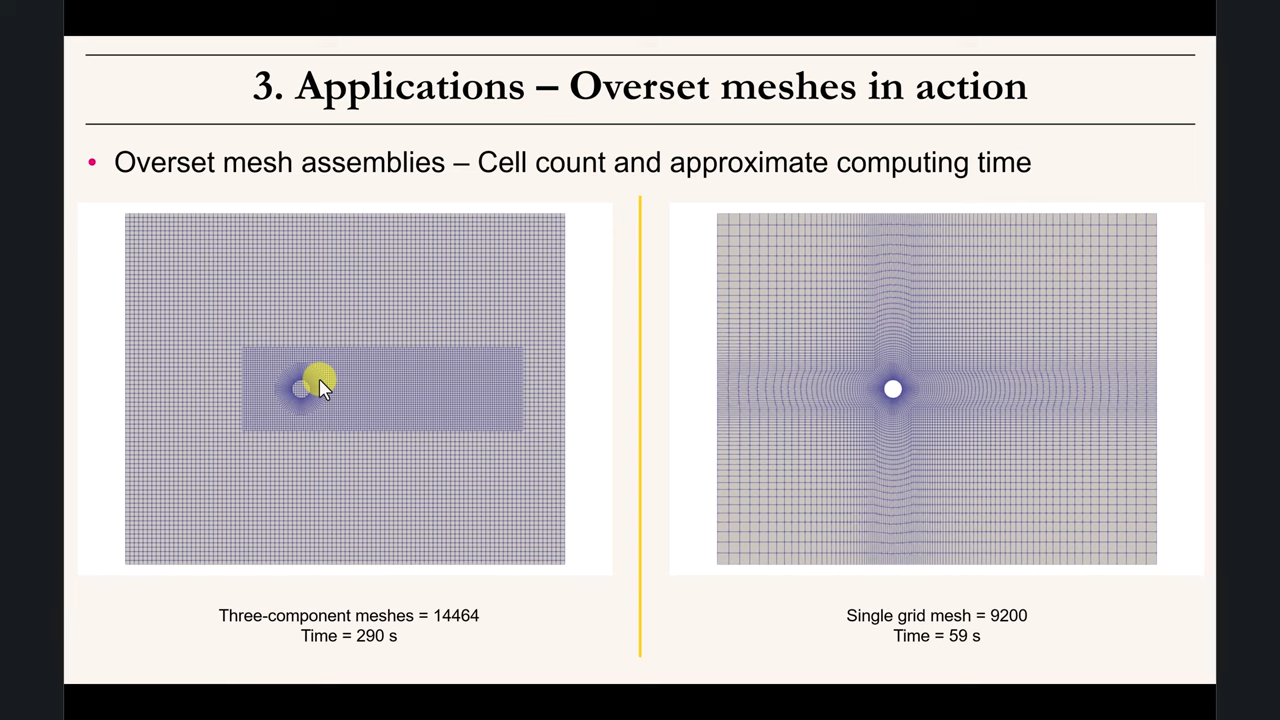 3. Applications – Overset meshes in action
• Overset mesh assemblies – Cell count and approximate computing time
Three-component meshes = 14464
Time = 290 s
Single grid mesh = 9200
Time = 59 s